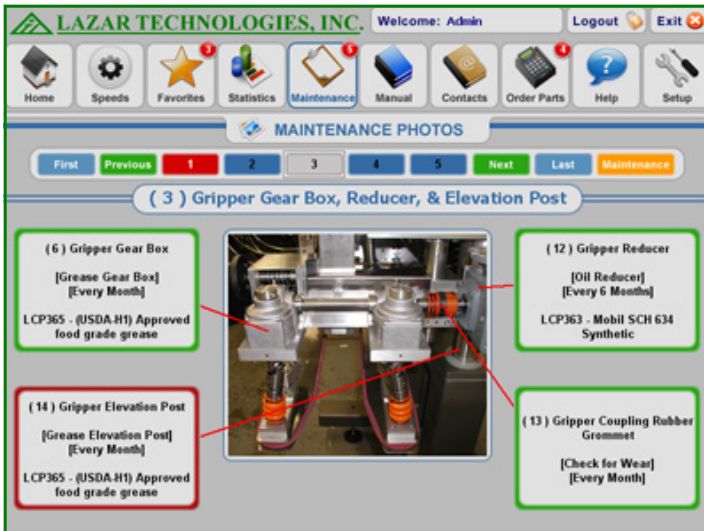 LAZAR TECHNOLOGIES, INC.
Welcome: Admin
Logout
Exit
3
5
4
Home
Speeds
Favorites
Statistics
Maintenance
Manual
Contacts
Order Parts
Help
Setup
MAINTENANCE PHOTOS
First
Previous
1
2
3
4
5
Next
Last
Maintenance
( 3 ) Gripper Gear Box, Reducer, & Elevation Post
(6) Gripper Gear Box
[Grease Gear Box]
[Every Month]
LCP365 - (USDA-H1) Approved
food grade grease
(12) Gripper Reducer
[Oil Reducer]
[Every 6 Months]
LCP363 - Mobil SCH 634
Synthetic
(14) Gripper Elevation Post
[Grease Elevation Post]
[Every Month]
LCP365 - (USDA-H1) Approved
food grade grease
(13) Gripper Coupling Rubber
Grommet
[Check for Wear]
[Every Month]